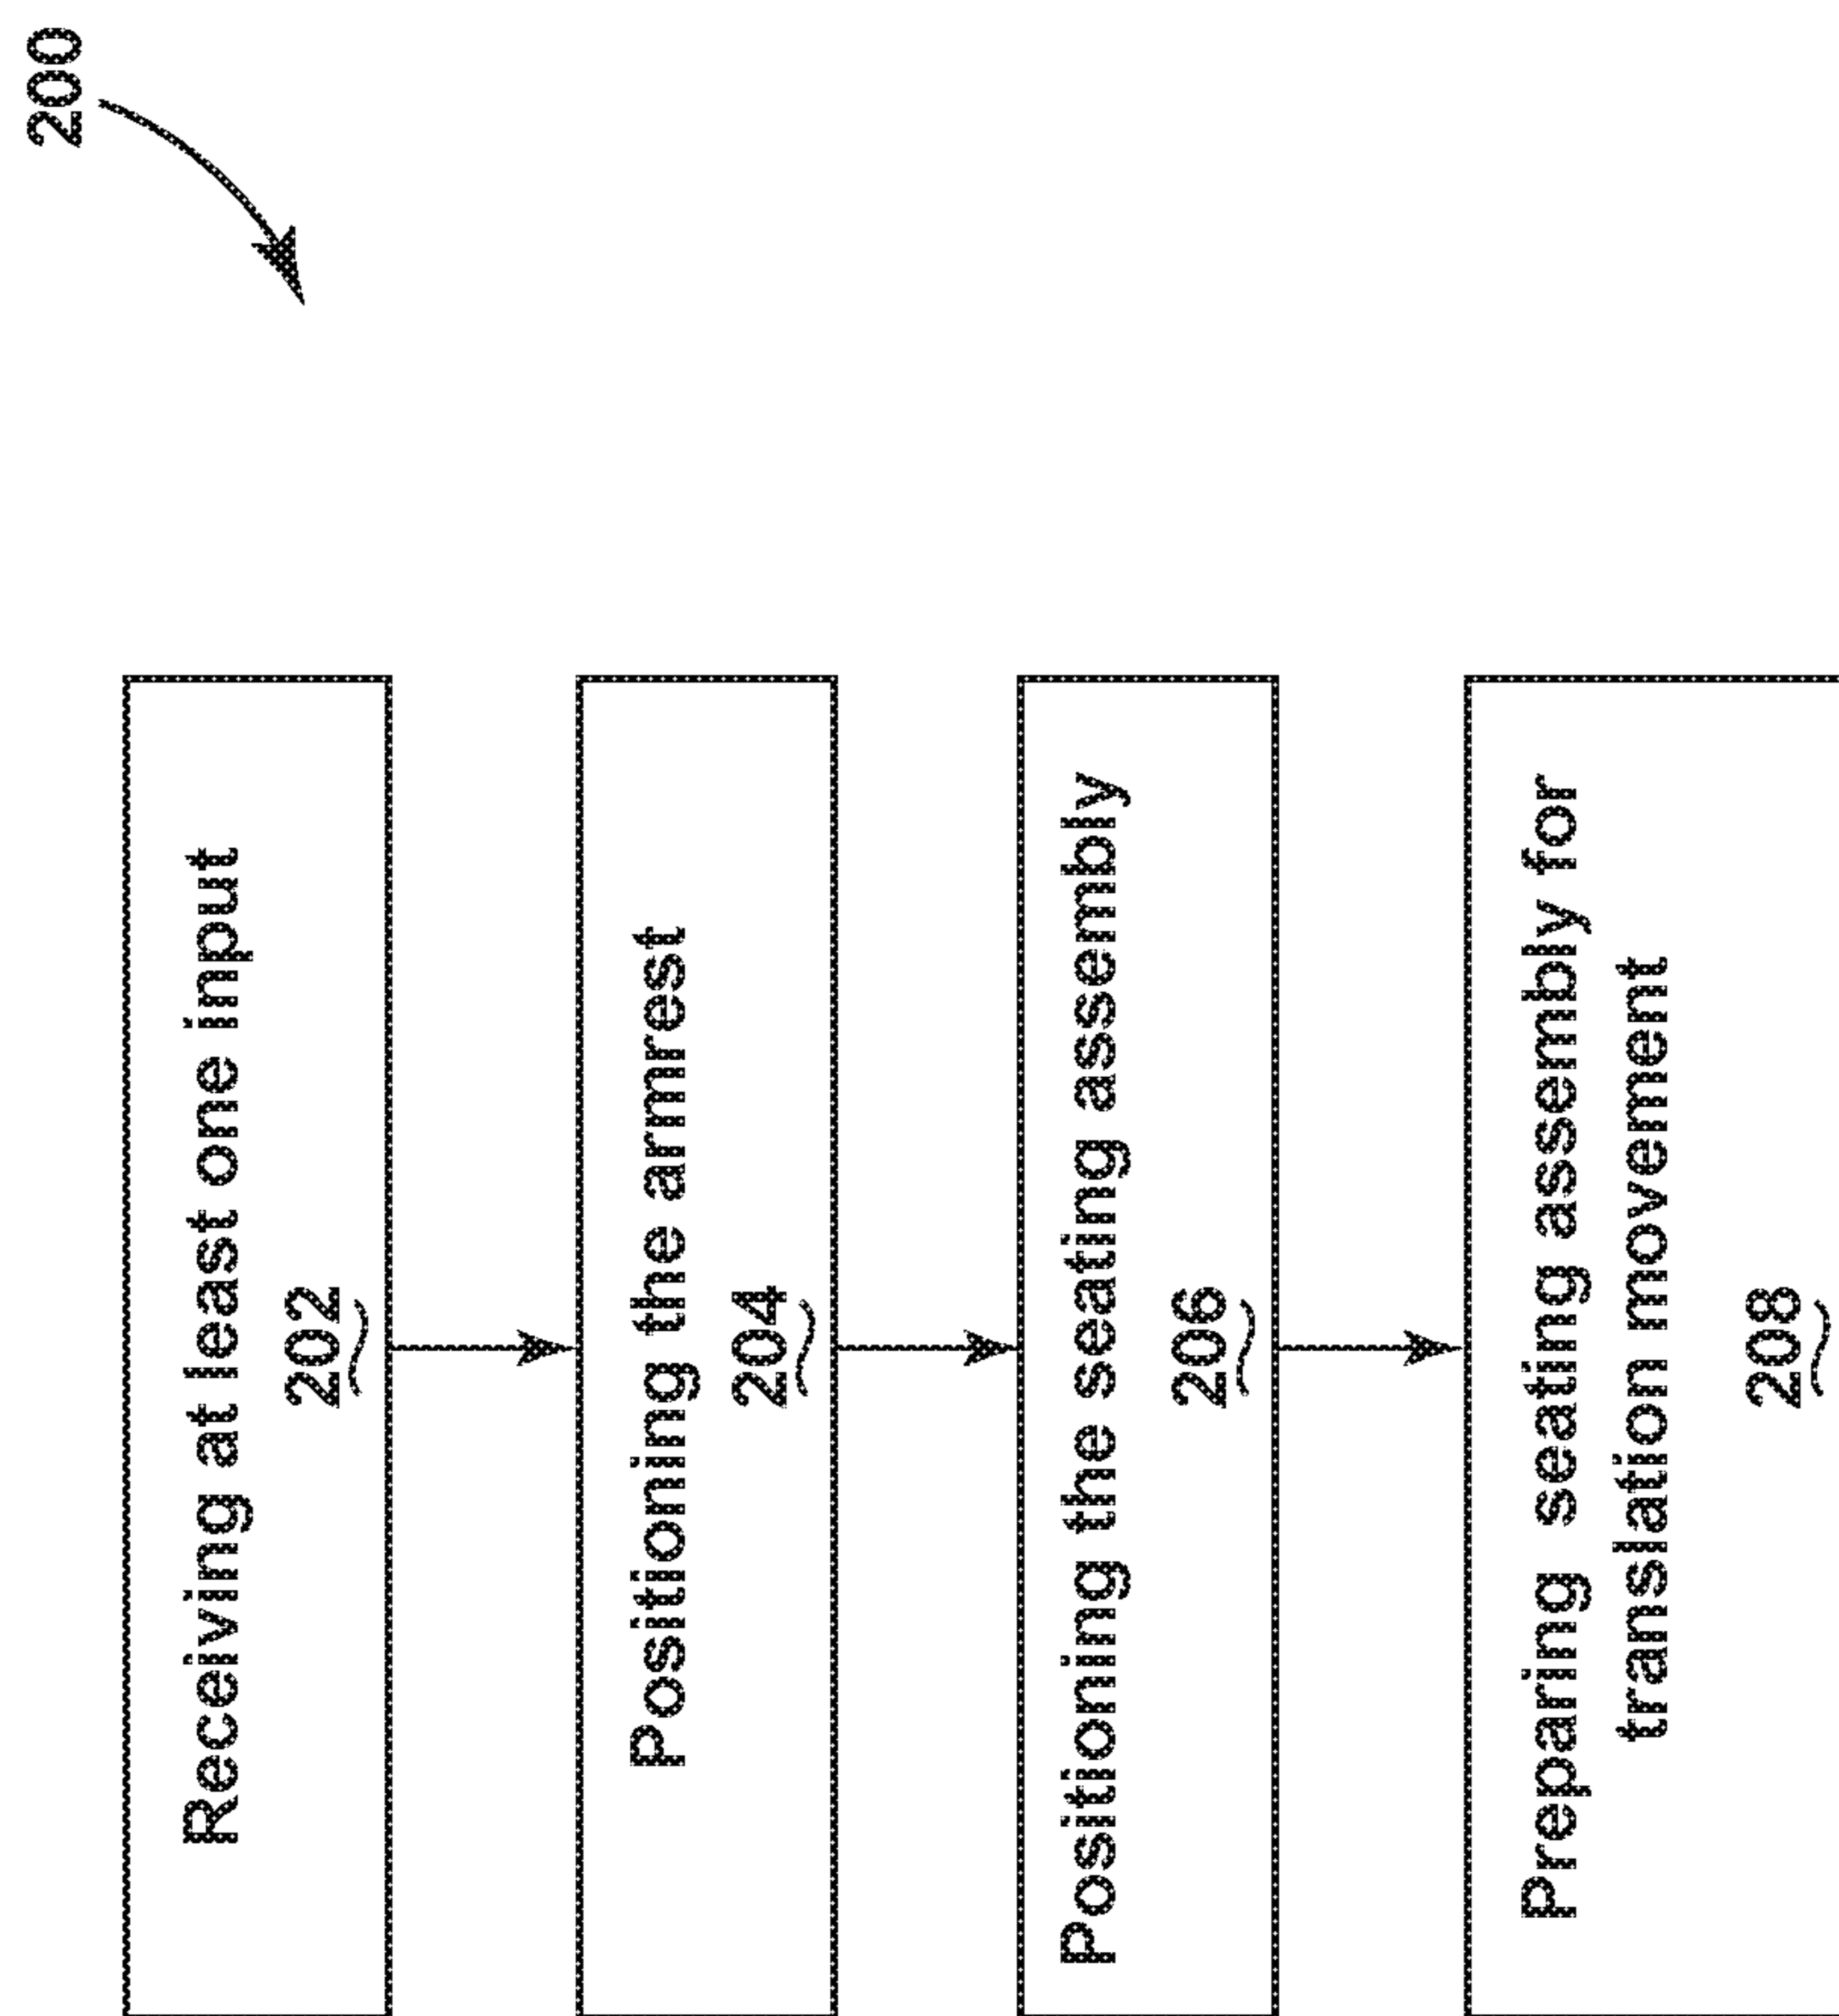 200
Receiving at least one input
202
Positioning the armrest
204
Positioning the seating assembly
206
Preparing seating assembly for
translation movement
208